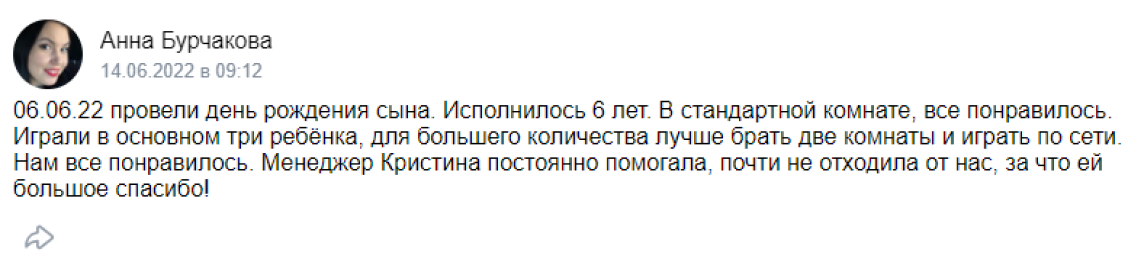 Анна Бурчакова
14.06.2022 в 09:12
06.06.22 провели день рождения сына. Исполнилось 6 лет. В стандартной комнате, все понравилось.
Играли в основном три ребёнка, для большего количества лучше брать две комнаты и играть по сети.
Нам все понравилось. Менеджер Кристина постоянно помогала, почти не отходила от нас, за что ей
большое спасибо!